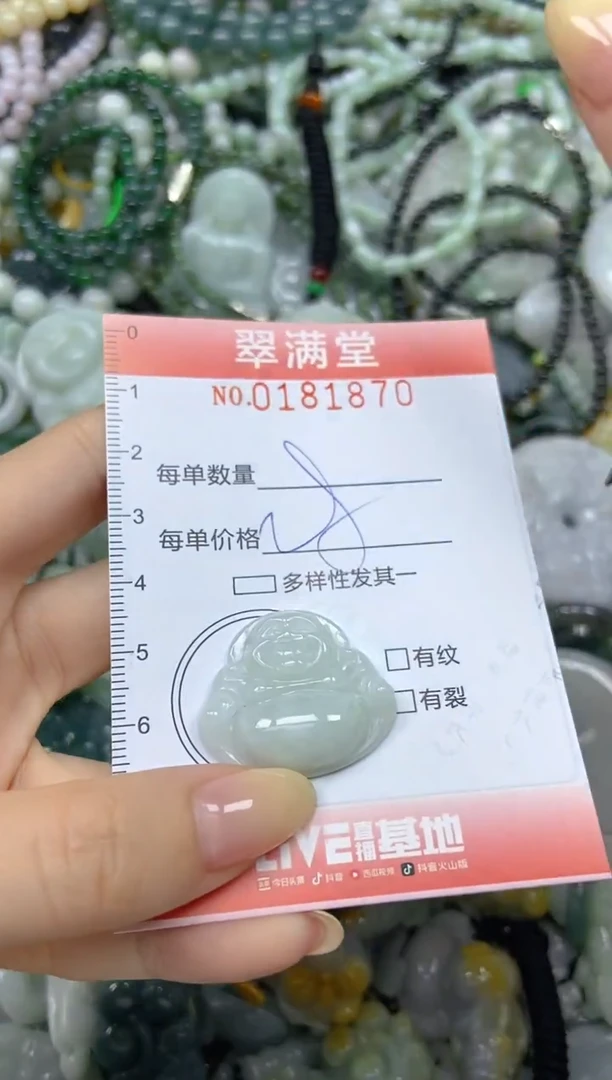 0
翠满堂
1
NO.0181870
2
每单数量
3
每单价格
4
多样性发其一
5
有纹
有裂
6
LIVE直播基地
今日头条 抖音 西瓜视频 抖音火山版